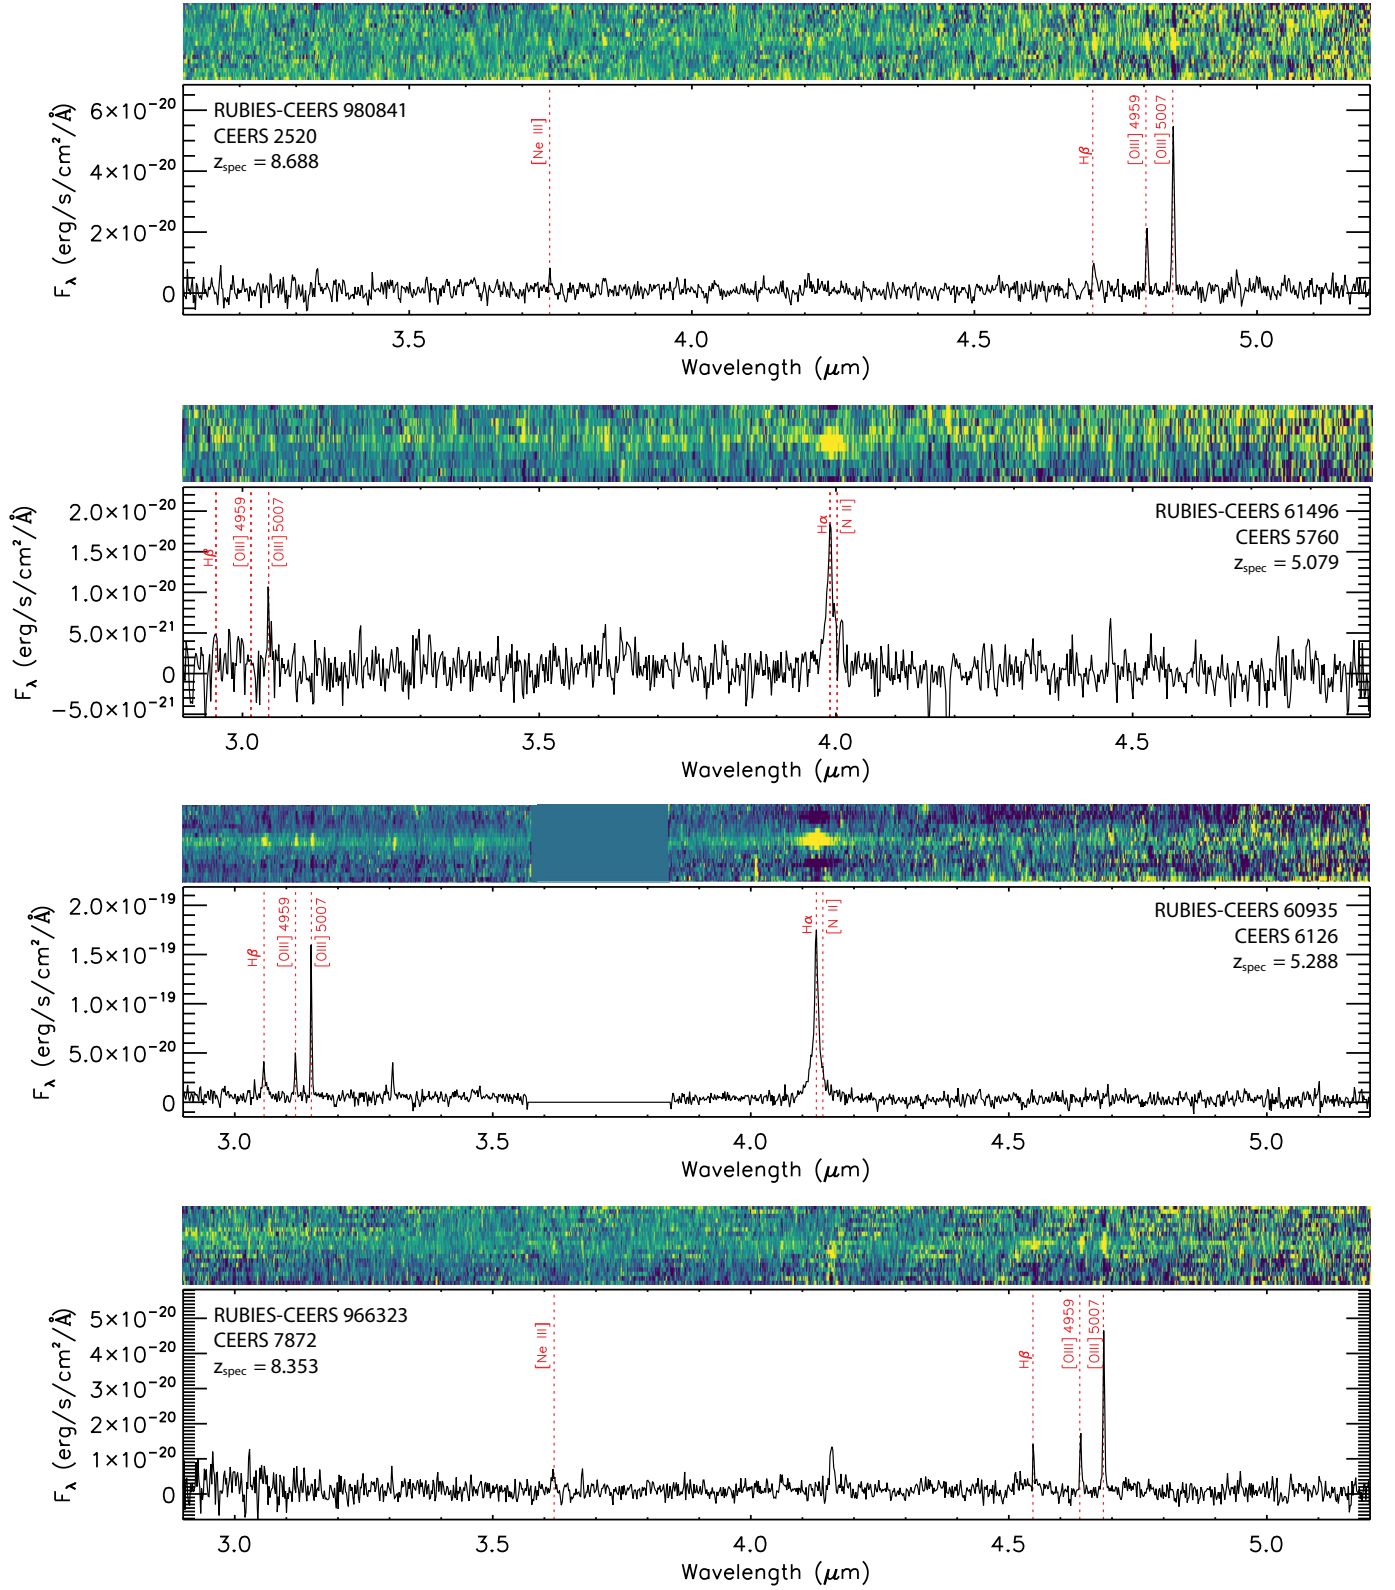 6×10⁻²⁰
4×10⁻²⁰
2×10⁻²⁰
0
F_λ (erg/s/cm²/Å)
RUBIES-CEERS 980841
CEERS 2520
z_spec = 8.688
[Ne III]
Hβ
[OIII] 4959
[OIII] 5007
3.5 4.0 4.5 5.0
Wavelength (μm)
2.0×10⁻²⁰
1.5×10⁻²⁰
1.0×10⁻²⁰
5.0×10⁻²¹
0
−5.0×10⁻²¹
F_λ (erg/s/cm²/Å)
Hβ
[OIII] 4959
[OIII] 5007
Hα
[N II]
RUBIES-CEERS 61496
CEERS 5760
z_spec = 5.079
3.0 3.5 4.0 4.5
Wavelength (μm)
2.0×10⁻¹⁹
1.5×10⁻¹⁹
1.0×10⁻¹⁹
5.0×10⁻²⁰
0
F_λ (erg/s/cm²/Å)
Hβ
[OIII] 4959
[OIII] 5007
Hα
[N II]
RUBIES-CEERS 60935
CEERS 6126
z_spec = 5.288
3.0 3.5 4.0 4.5 5.0
Wavelength (μm)
5×10⁻²⁰
4×10⁻²⁰
3×10⁻²⁰
2×10⁻²⁰
1×10⁻²⁰
0
F_λ (erg/s/cm²/Å)
RUBIES-CEERS 966323
CEERS 7872
z_spec = 8.353
[Ne III]
Hβ
[OIII] 4959
[OIII] 5007
3.0 3.5 4.0 4.5 5.0
Wavelength (μm)